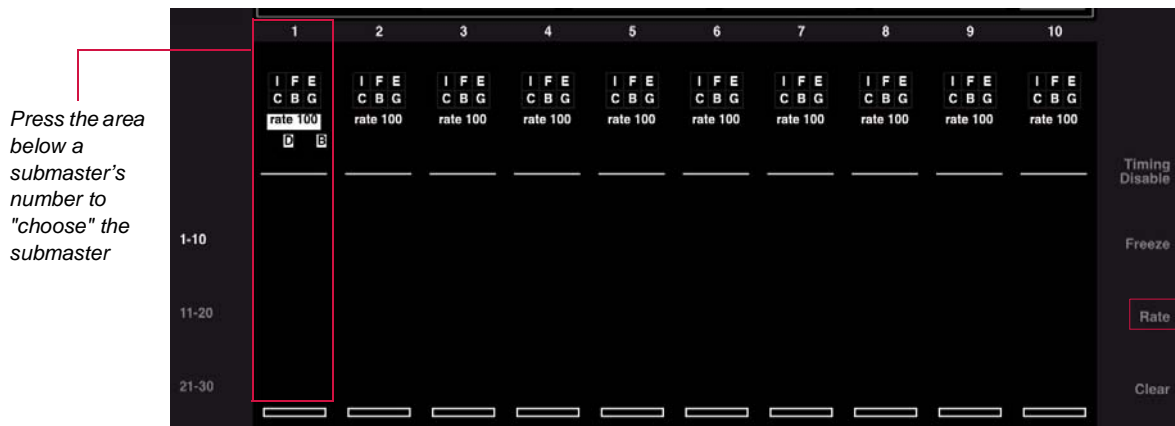 1 2 3 4 5 6 7 8 9 10
I F E I F E I F E I F E I F E I F E I F E I F E I F E I F E
C B G C B G C B G C B G C B G C B G C B G C B G C B G C B G
rate 100 rate 100 rate 100 rate 100 rate 100 rate 100 rate 100 rate 100 rate 100 rate 100
D B
Press the area
below a
submaster's
number to
"choose" the
submaster
Timing
Disable
1-10
Freeze
11-20
Rate
21-30
Clear